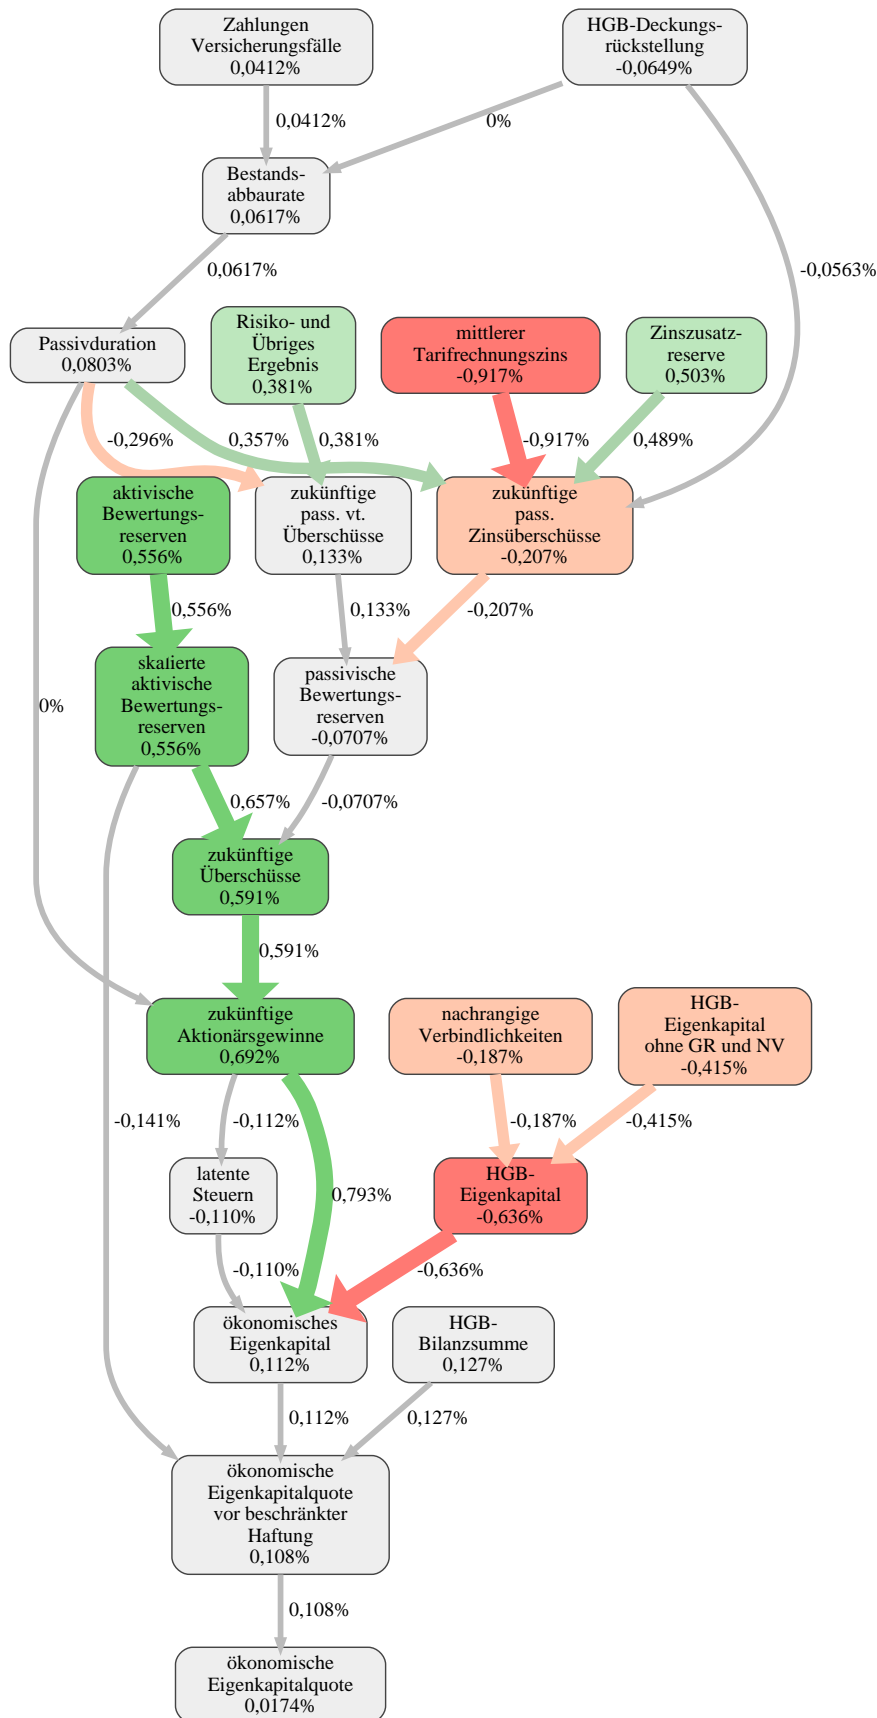 Zahlungen
Versicherungsfälle
0,0412%
HGB-Deckungs-
rückstellung
-0,0649%
0,0412%
0%
Bestands-
abbaurate
0,0617%
0,0617%
-0,0563%
Passivduration
0,0803%
Risiko- und
Übriges
Ergebnis
0,381%
mittlerer
Tarifrechnungszins
-0,917%
Zinszusatz-
reserve
0,503%
-0,296%
0,357%
0,381%
-0,917%
0,489%
aktivische
Bewertungs-
reserven
0,556%
zukünftige
pass. vt.
Überschüsse
0,133%
zukünftige
pass.
Zinsüberschüsse
-0,207%
0,556%
0,133%
-0,207%
skalierte
aktivische
Bewertungs-
reserven
0,556%
passivische
Bewertungs-
reserven
-0,0707%
0%
0,657%
-0,0707%
zukünftige
Überschüsse
0,591%
0,591%
zukünftige
Aktionärsgewinne
0,692%
nachrangige
Verbindlichkeiten
-0,187%
HGB-
Eigenkapital
ohne GR und NV
-0,415%
-0,141%
-0,112%
-0,187%
-0,415%
latente
Steuern
-0,110%
0,793%
HGB-
Eigenkapital
-0,636%
-0,110%
-0,636%
ökonomisches
Eigenkapital
0,112%
HGB-
Bilanzsumme
0,127%
0,112%
0,127%
ökonomische
Eigenkapitalquote
vor beschränkter
Haftung
0,108%
0,108%
ökonomische
Eigenkapitalquote
0,0174%